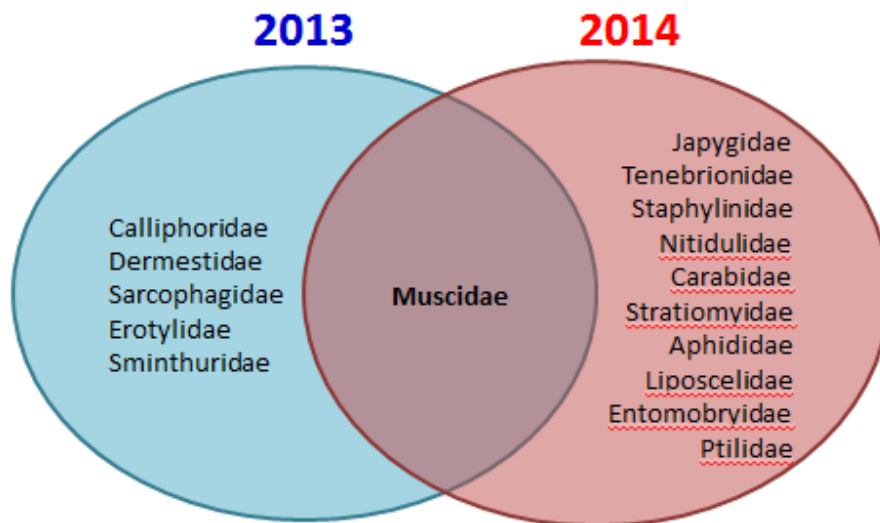 2013
2014
Calliphoridae
Dermestidae
Sarcophagidae
Erotylidae
Sminthuridae
Muscidae
Japygidae
Tenebrionidae
Staphylinidae
Nitidulidae
Carabidae
Stratiomyidae
Aphididae
Liposcelidae
Entomobryidae
Ptilidae